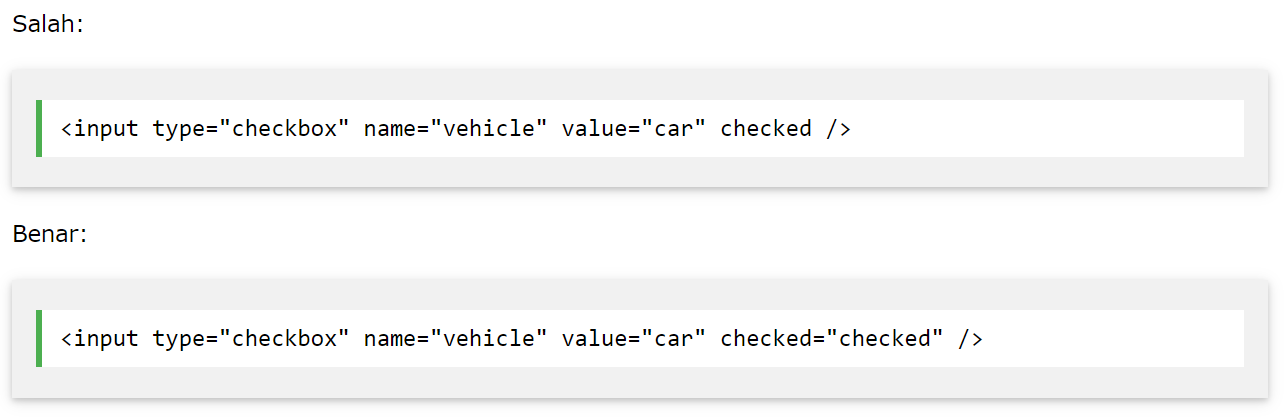 Salah:
<input type="checkbox" name="vehicle" value="car" checked />
Benar:
<input type="checkbox" name="vehicle" value="car" checked="checked" />